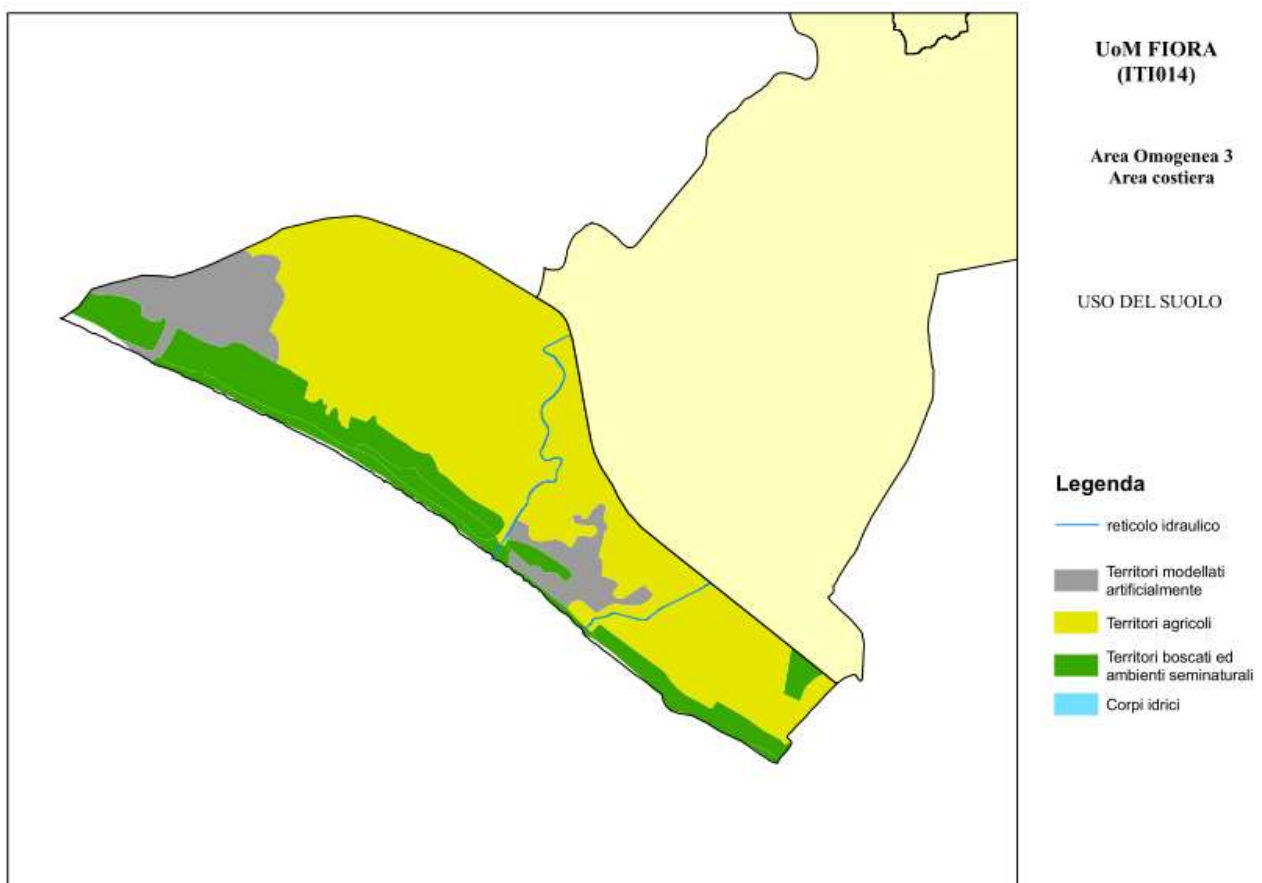 UoM FIORA
(ITI014)
Area Omogenea 3
Area costiera
USO DEL SUOLO
Legenda
reticolo idraulico
Territori modellati
artificialmente
Territori agricoli
Territori boscati ed
ambienti seminaturali
Corpi idrici